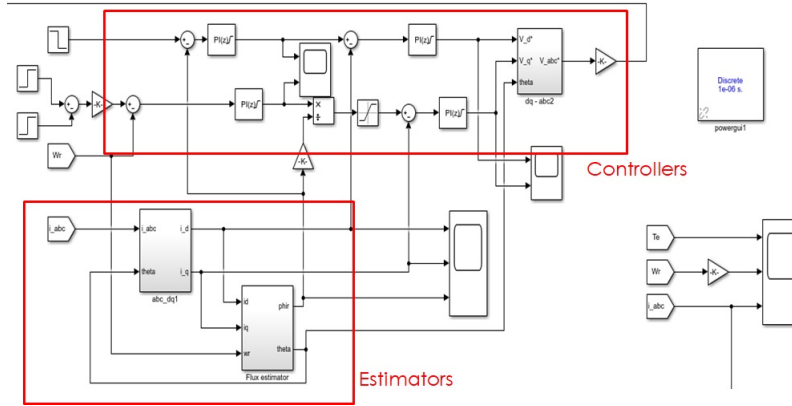 PI(z)
PI(z)
V_d*
V_q*
V_abc*
theta
dq - abc2
-K-
Discrete
1e-06 s.
powergui1
-K-
PI(z)
PI(z)
×
÷
Wr
-K-
Controllers
i_abc
i_abc
i_d
theta
i_q
abc_dq1
id
iq
wr
phir
theta
Flux estimator
Estimators
Te
Wr
-K-
i_abc